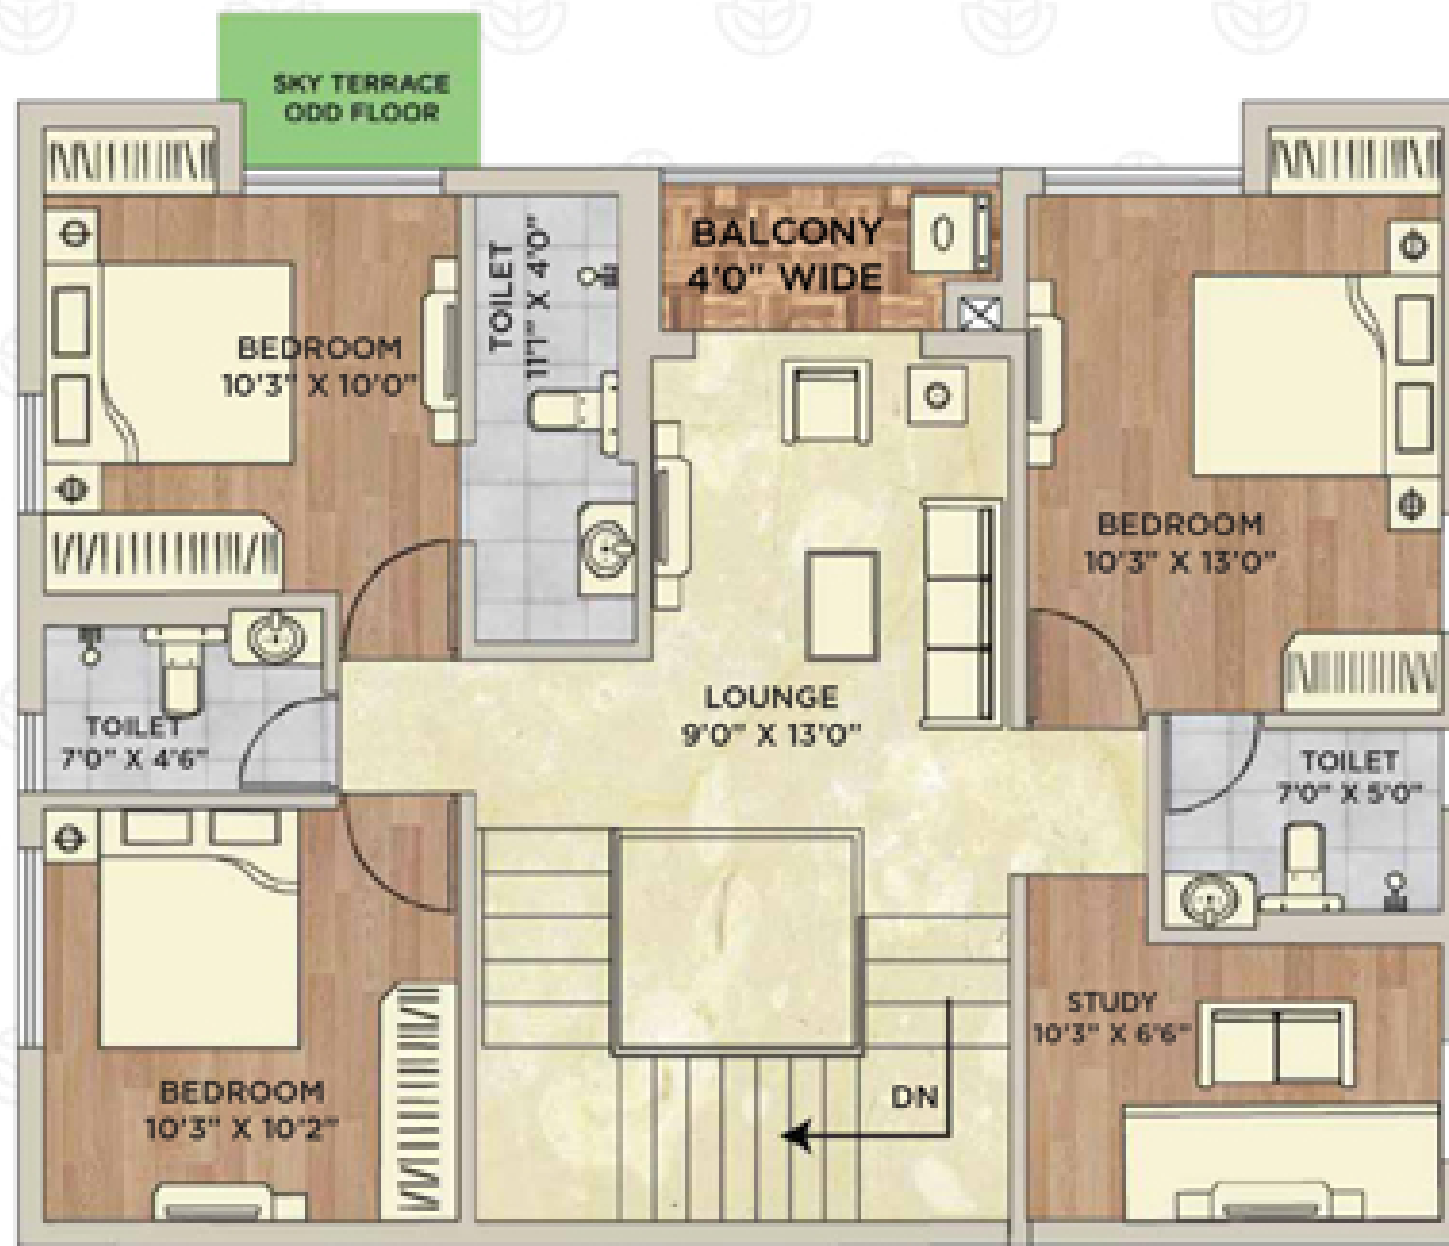 SKY TERRACE
ODD FLOOR
BALCONY
4'0" WIDE
TOILET
11'1" X 4'0"
BEDROOM
10'3" X 10'0"
BEDROOM
10'3" X 13'0"
LOUNGE
9'0" X 13'0"
TOILET
7'0" X 4'6"
TOILET
7'0" X 5'0"
STUDY
10'3" X 6'6"
BEDROOM
10'3" X 10'2"
DN